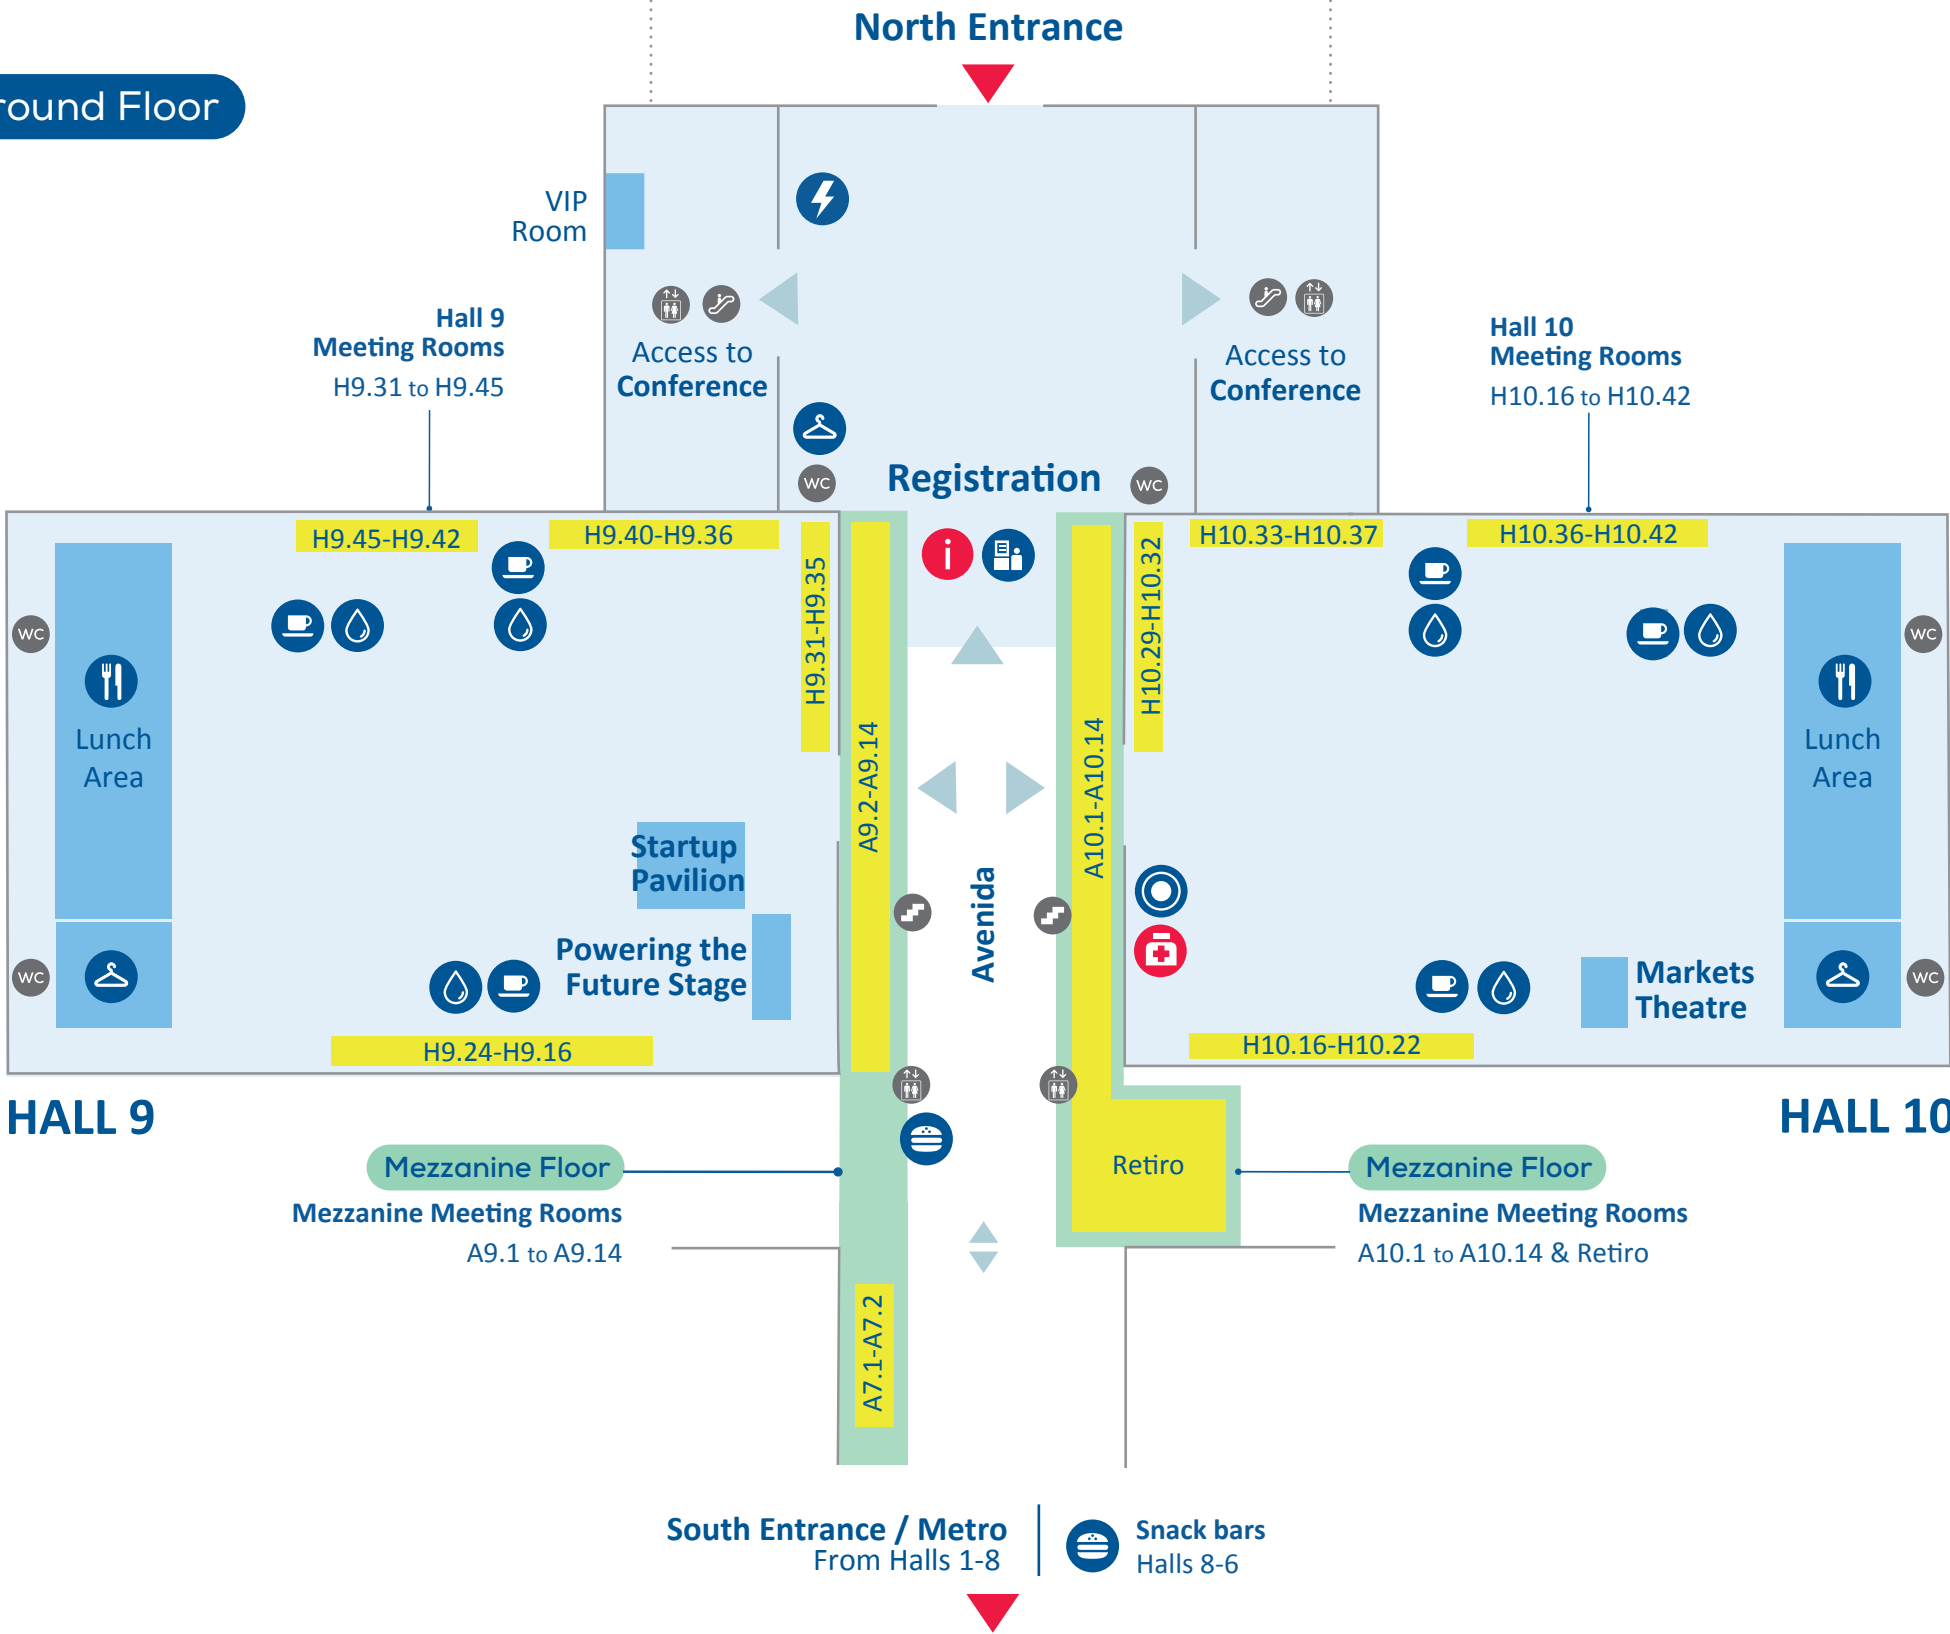 North Entrance
round Floor
VIP
Room
Hall 9
Meeting Rooms
H9.31 to H9.45
Access to
Conference
Access to
Conference
Hall 10
Meeting Rooms
H10.16 to H10.42
WC
Registration
WC
H9.45-H9.42
H9.40-H9.36
H9.31-H9.35
A9.2-A9.14
i
A10.1-A10.14
H10.29-H10.32
H10.33-H10.37
H10.36-H10.42
WC
WC
Lunch
Area
Lunch
Area
Startup
Pavilion
Avenida
Powering the
Future Stage
WC
Markets
Theatre
WC
H9.24-H9.16
H10.16-H10.22
HALL 9
HALL 10
Mezzanine Floor
Mezzanine Meeting Rooms
A9.1 to A9.14
Retiro
Mezzanine Floor
Mezzanine Meeting Rooms
A10.1 to A10.14 & Retiro
A7.1-A7.2
South Entrance / Metro
From Halls 1-8
Snack bars
Halls 8-6